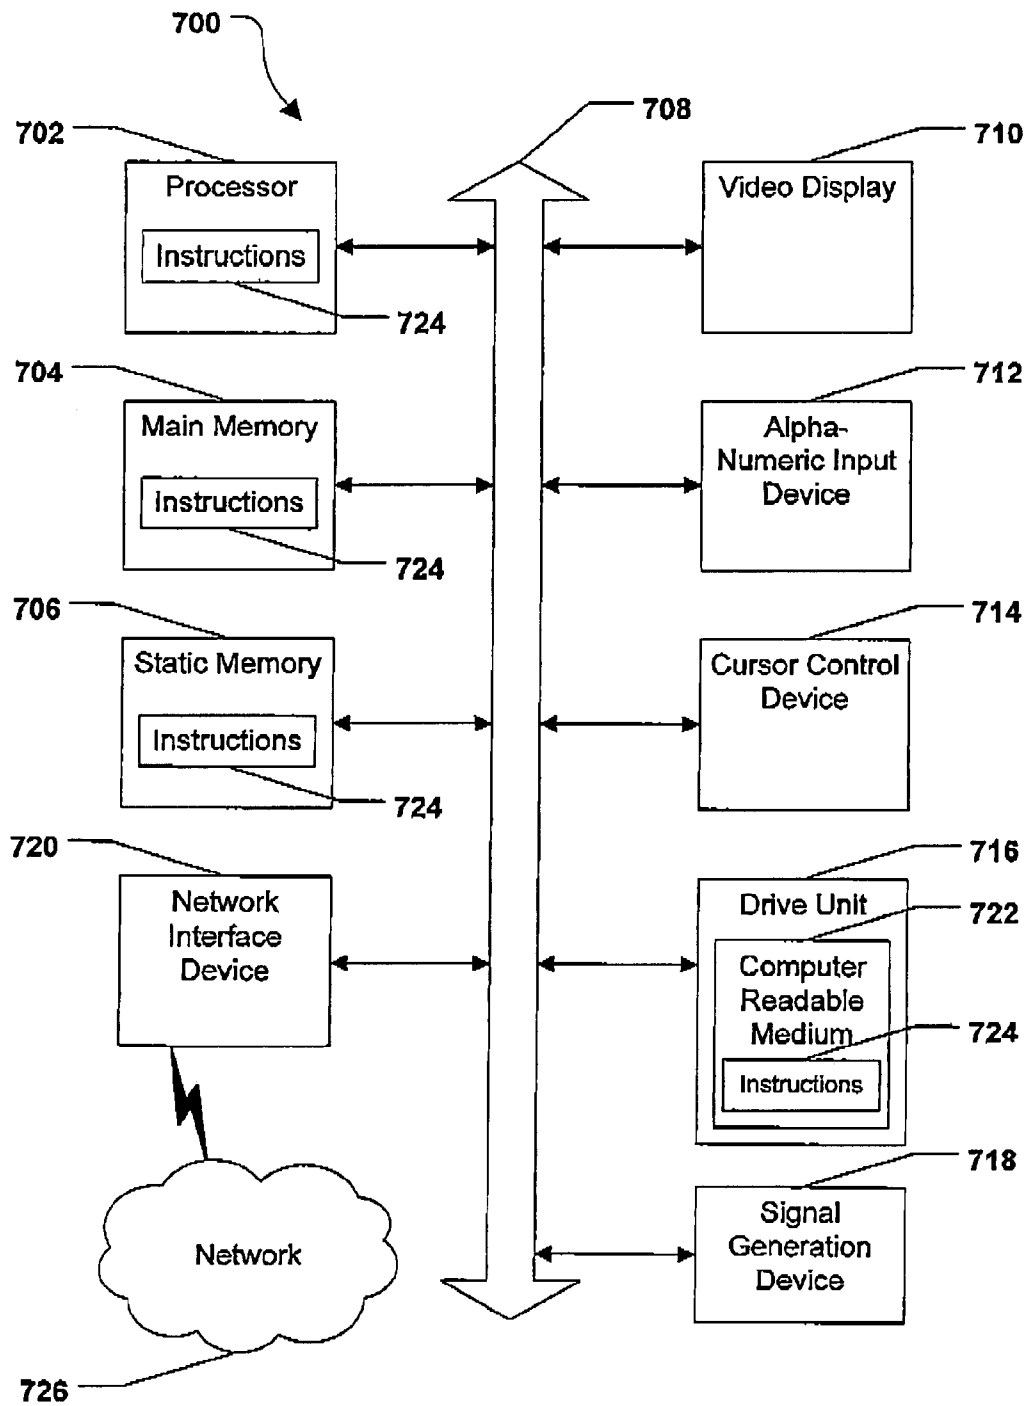 700
708
702
710
Processor
Instructions
724
Video Display
704
712
Main Memory
Instructions
724
Alpha-
Numeric Input
Device
706
714
Static Memory
Instructions
724
Cursor Control
Device
720
716
Network
Interface
Device
Drive Unit
722
Computer
Readable
Medium
724
Instructions
718
Signal
Generation
Device
Network
726